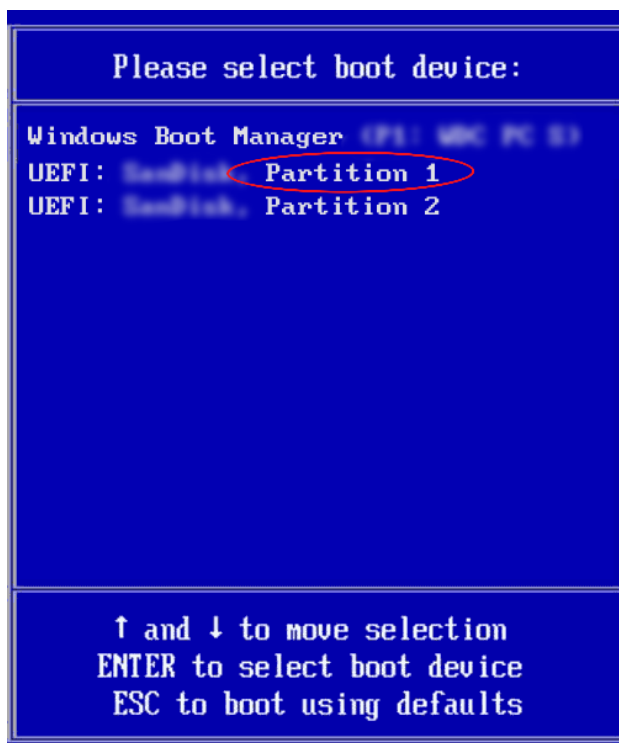 Please select boot device:
Windows Boot Manager
UEFI: Partition 1
UEFI: Partition 2
↑ and ↓ to move selection
ENTER to select boot device
ESC to boot using defaults